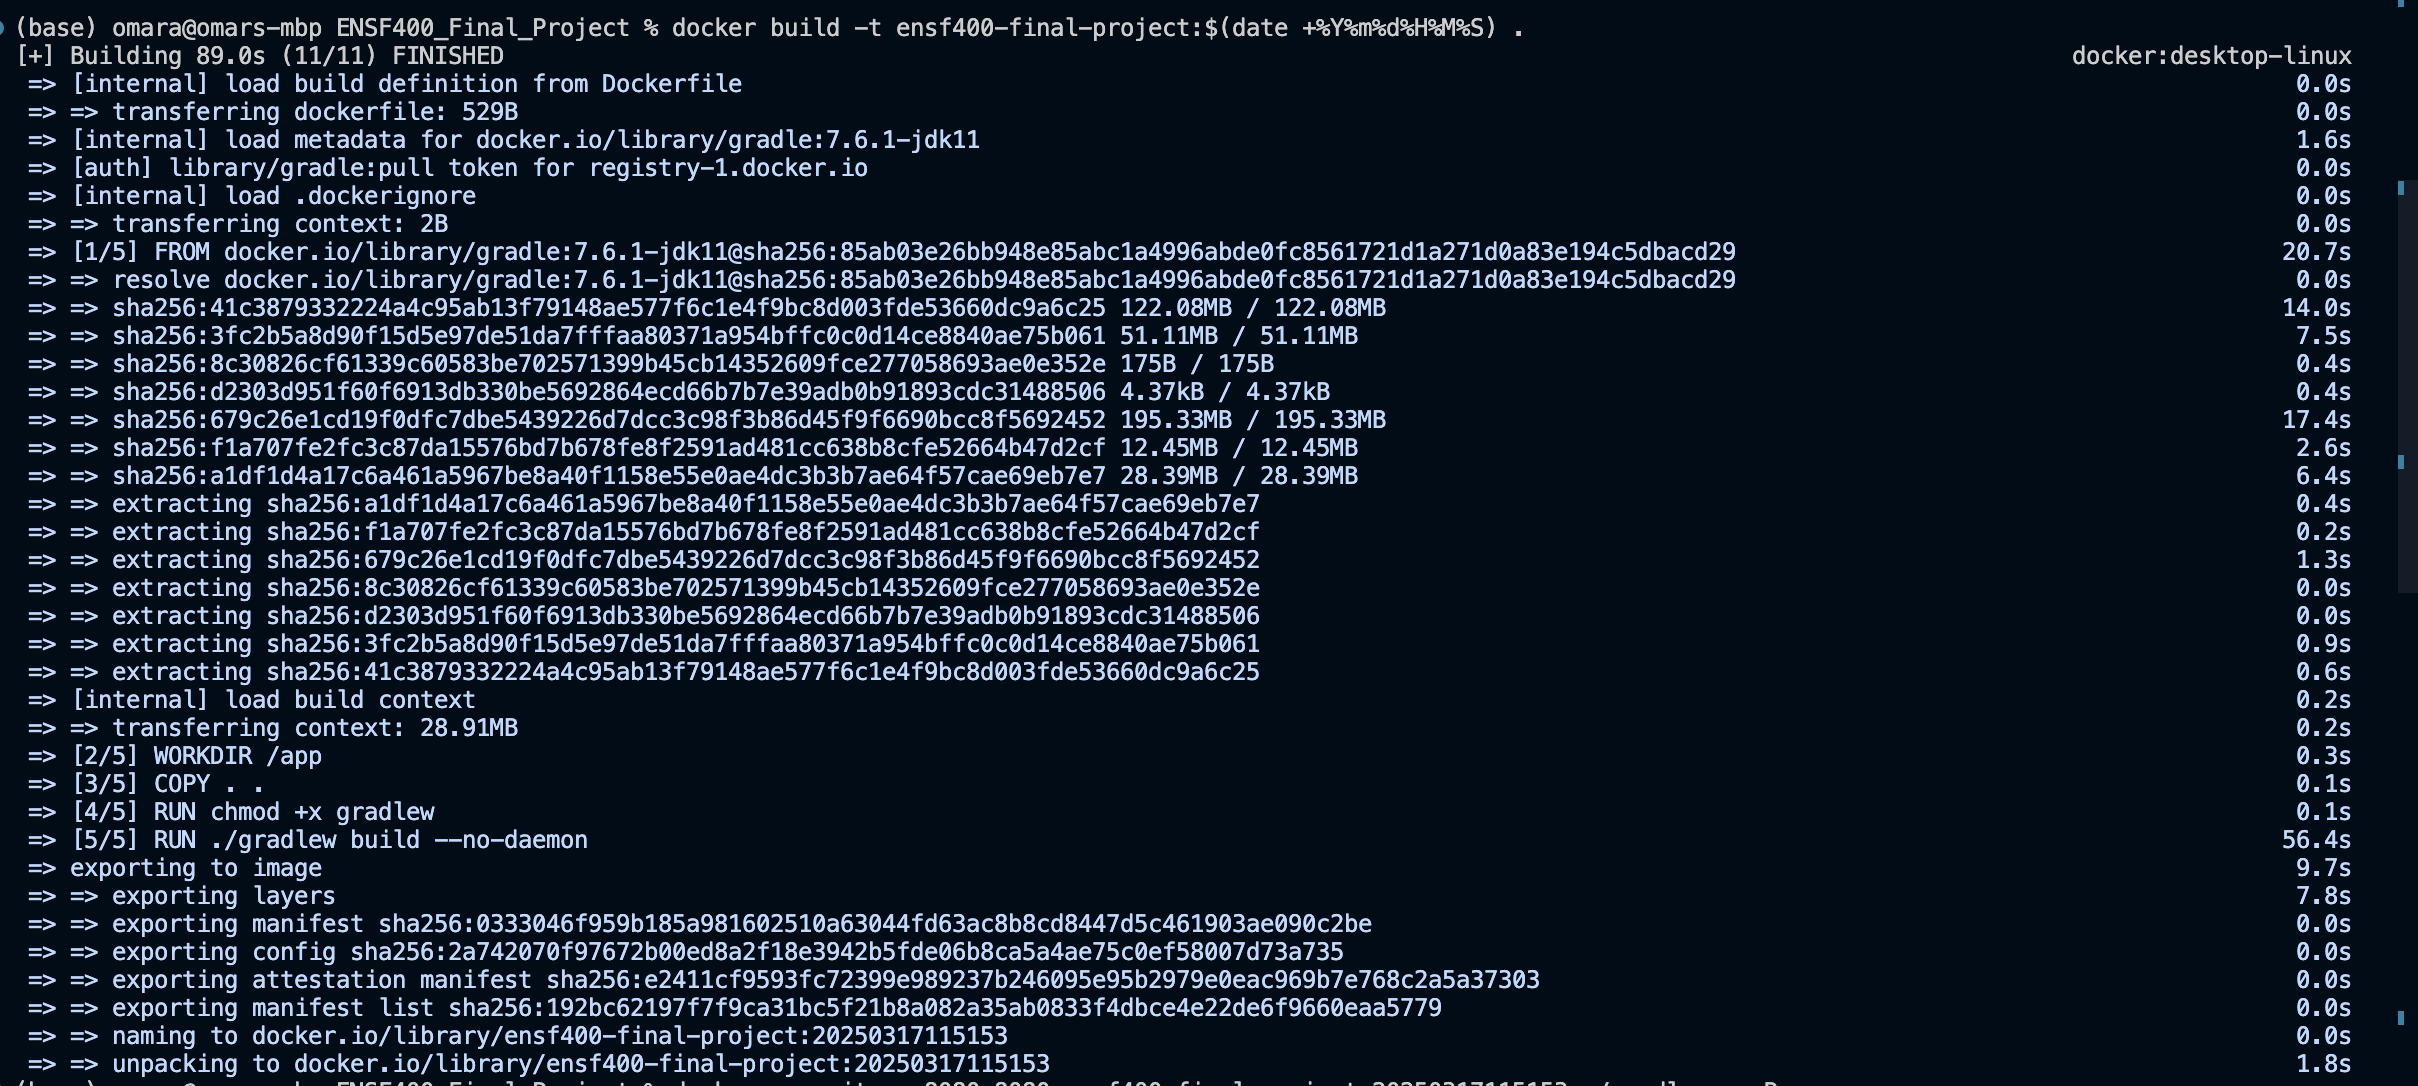 (base) omara@omars-mbp ENSF400_Final_Project % docker build -t ensf400-final-project:$(date +%Y%m%d%H%M%S) .
[+] Building 89.0s (11/11) FINISHED docker:desktop-linux
=> [internal] load build definition from Dockerfile 0.0s
=> => transferring dockerfile: 529B 0.0s
=> [internal] load metadata for docker.io/library/gradle:7.6.1-jdk11 1.6s
=> [auth] library/gradle:pull token for registry-1.docker.io 0.0s
=> [internal] load .dockerignore 0.0s
=> => transferring context: 2B 0.0s
=> [1/5] FROM docker.io/library/gradle:7.6.1-jdk11@sha256:85ab03e26bb948e85abc1a4996abde0fc8561721d1a271d0a83e194c5dbacd29 20.7s
=> => resolve docker.io/library/gradle:7.6.1-jdk11@sha256:85ab03e26bb948e85abc1a4996abde0fc8561721d1a271d0a83e194c5dbacd29 0.0s
=> => sha256:41c3879332224a4c95ab13f79148ae577f6c1e4f9bc8d003fde53660dc9a6c25 122.08MB / 122.08MB 14.0s
=> => sha256:3fc2b5a8d90f15d5e97de51da7fffaa80371a954bffc0c0d14ce8840ae75b061 51.11MB / 51.11MB 7.5s
=> => sha256:8c30826cf61339c60583be702571399b45cb14352609fce277058693ae0e352e 175B / 175B 0.4s
=> => sha256:d2303d951f60f6913db330be5692864ecd66b7b7e39adb0b91893cdc31488506 4.37kB / 4.37kB 0.4s
=> => sha256:679c26e1cd19f0dfc7dbe5439226d7dcc3c98f3b86d45f9f6690bcc8f5692452 195.33MB / 195.33MB 17.4s
=> => sha256:f1a707fe2fc3c87da15576bd7b678fe8f2591ad481cc638b8cfe52664b47d2cf 12.45MB / 12.45MB 2.6s
=> => sha256:a1df1d4a17c6a461a5967be8a40f1158e55e0ae4dc3b3b7ae64f57cae69eb7e7 28.39MB / 28.39MB 6.4s
=> => extracting sha256:a1df1d4a17c6a461a5967be8a40f1158e55e0ae4dc3b3b7ae64f57cae69eb7e7 0.4s
=> => extracting sha256:f1a707fe2fc3c87da15576bd7b678fe8f2591ad481cc638b8cfe52664b47d2cf 0.2s
=> => extracting sha256:679c26e1cd19f0dfc7dbe5439226d7dcc3c98f3b86d45f9f6690bcc8f5692452 1.3s
=> => extracting sha256:8c30826cf61339c60583be702571399b45cb14352609fce277058693ae0e352e 0.0s
=> => extracting sha256:d2303d951f60f6913db330be5692864ecd66b7b7e39adb0b91893cdc31488506 0.0s
=> => extracting sha256:3fc2b5a8d90f15d5e97de51da7fffaa80371a954bffc0c0d14ce8840ae75b061 0.9s
=> => extracting sha256:41c3879332224a4c95ab13f79148ae577f6c1e4f9bc8d003fde53660dc9a6c25 0.6s
=> [internal] load build context 0.2s
=> => transferring context: 28.91MB 0.2s
=> [2/5] WORKDIR /app 0.3s
=> [3/5] COPY . . 0.1s
=> [4/5] RUN chmod +x gradlew 0.1s
=> [5/5] RUN ./gradlew build --no-daemon 56.4s
=> exporting to image 9.7s
=> => exporting layers 7.8s
=> => exporting manifest sha256:0333046f959b185a981602510a63044fd63ac8b8cd8447d5c461903ae090c2be 0.0s
=> => exporting config sha256:2a742070f97672b00ed8a2f18e3942b5fde06b8ca5a4ae75c0ef58007d73a735 0.0s
=> => exporting attestation manifest sha256:e2411cf9593fc72399e989237b246095e95b2979e0eac969b7e768c2a5a37303 0.0s
=> => exporting manifest list sha256:192bc62197f7f9ca31bc5f21b8a082a35ab0833f4dbce4e22de6f9660eaa5779 0.0s
=> => naming to docker.io/library/ensf400-final-project:20250317115153 0.0s
=> => unpacking to docker.io/library/ensf400-final-project:20250317115153 1.8s